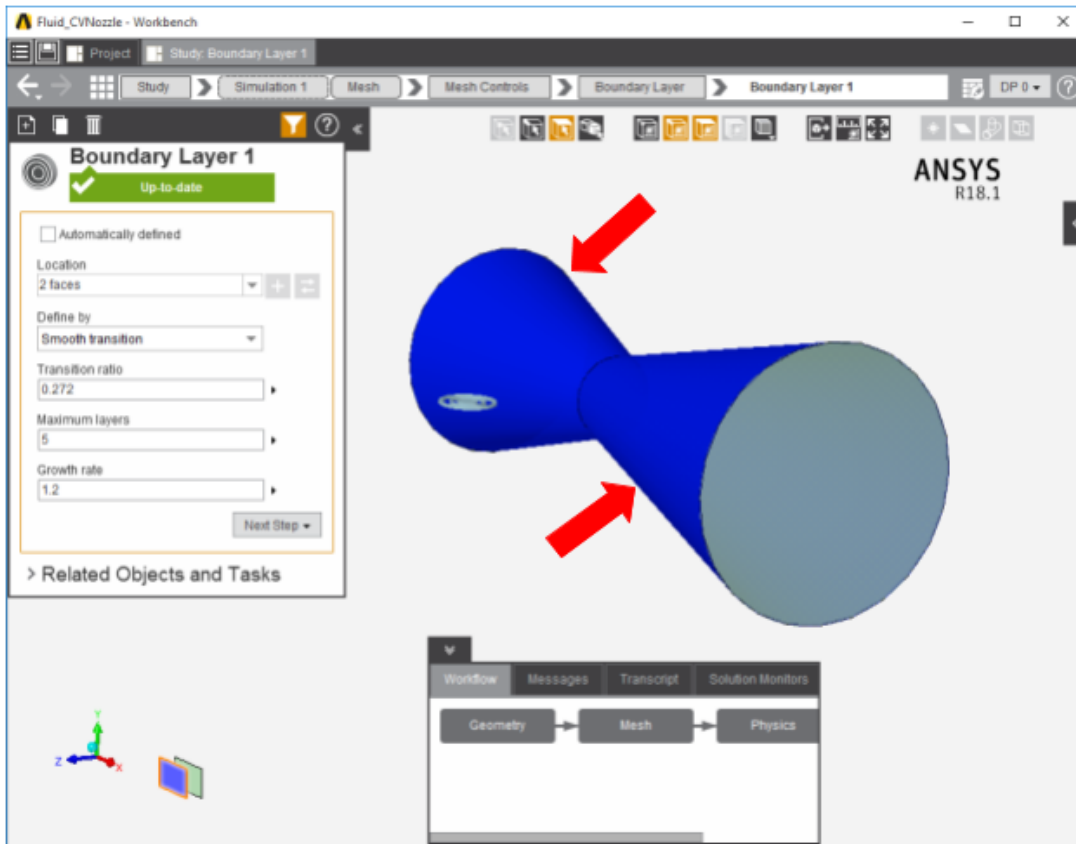 Fluid_CVNozzle - Workbench
Project
Study: Boundary Layer 1
Study
Simulation 1
Mesh
Mesh Controls
Boundary Layer
Boundary Layer 1
DP 0
?
?
Boundary Layer 1
Up-to-date
Automatically defined
Location
2 faces
Define by
Smooth transition
Transition ratio
0.272
Maximum layers
5
Growth rate
1.2
Next Step
> Related Objects and Tasks
ANSYS
R18.1
Workflow
Messages
Transcript
Solution Monitors
Geometry
Mesh
Physics
Y
Z
X